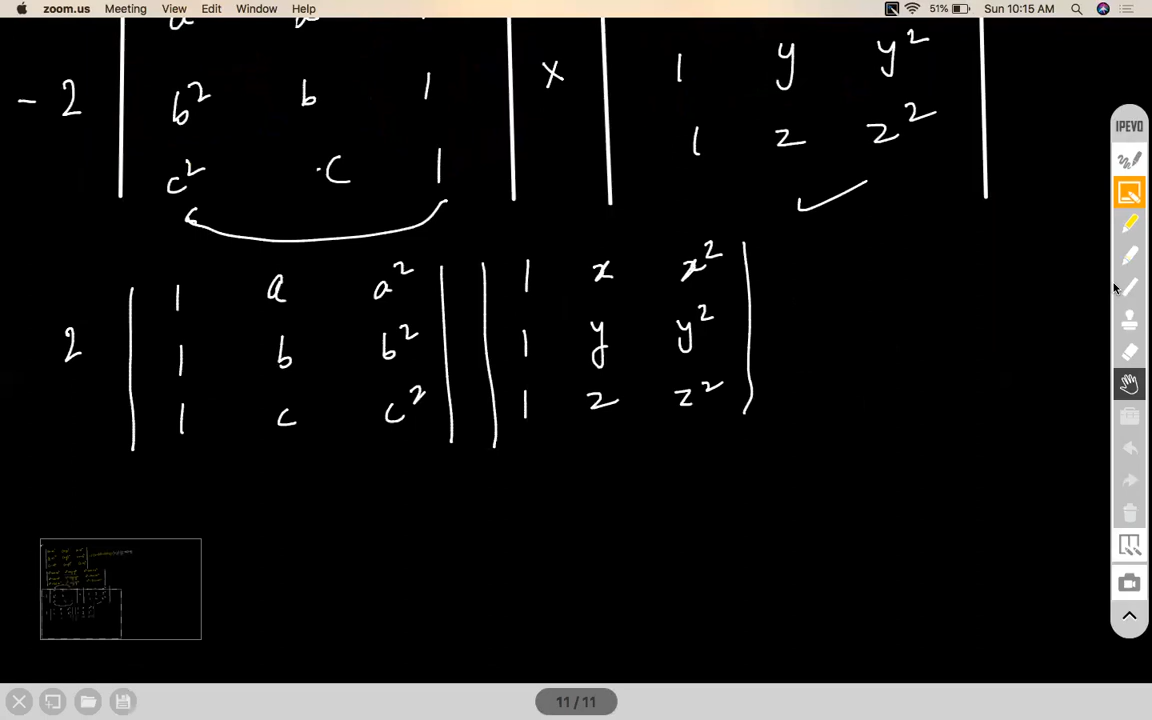 zoom.us Meeting View Edit Window Help 51% Sun 10:15 AM
1 y y²
- 2 b² b 1 x
1 z z²
c² c 1
IPEVO
1 a a² 1 x x²
2 1 b b² 1 y y²
1 c c² 1 z z²
11/11